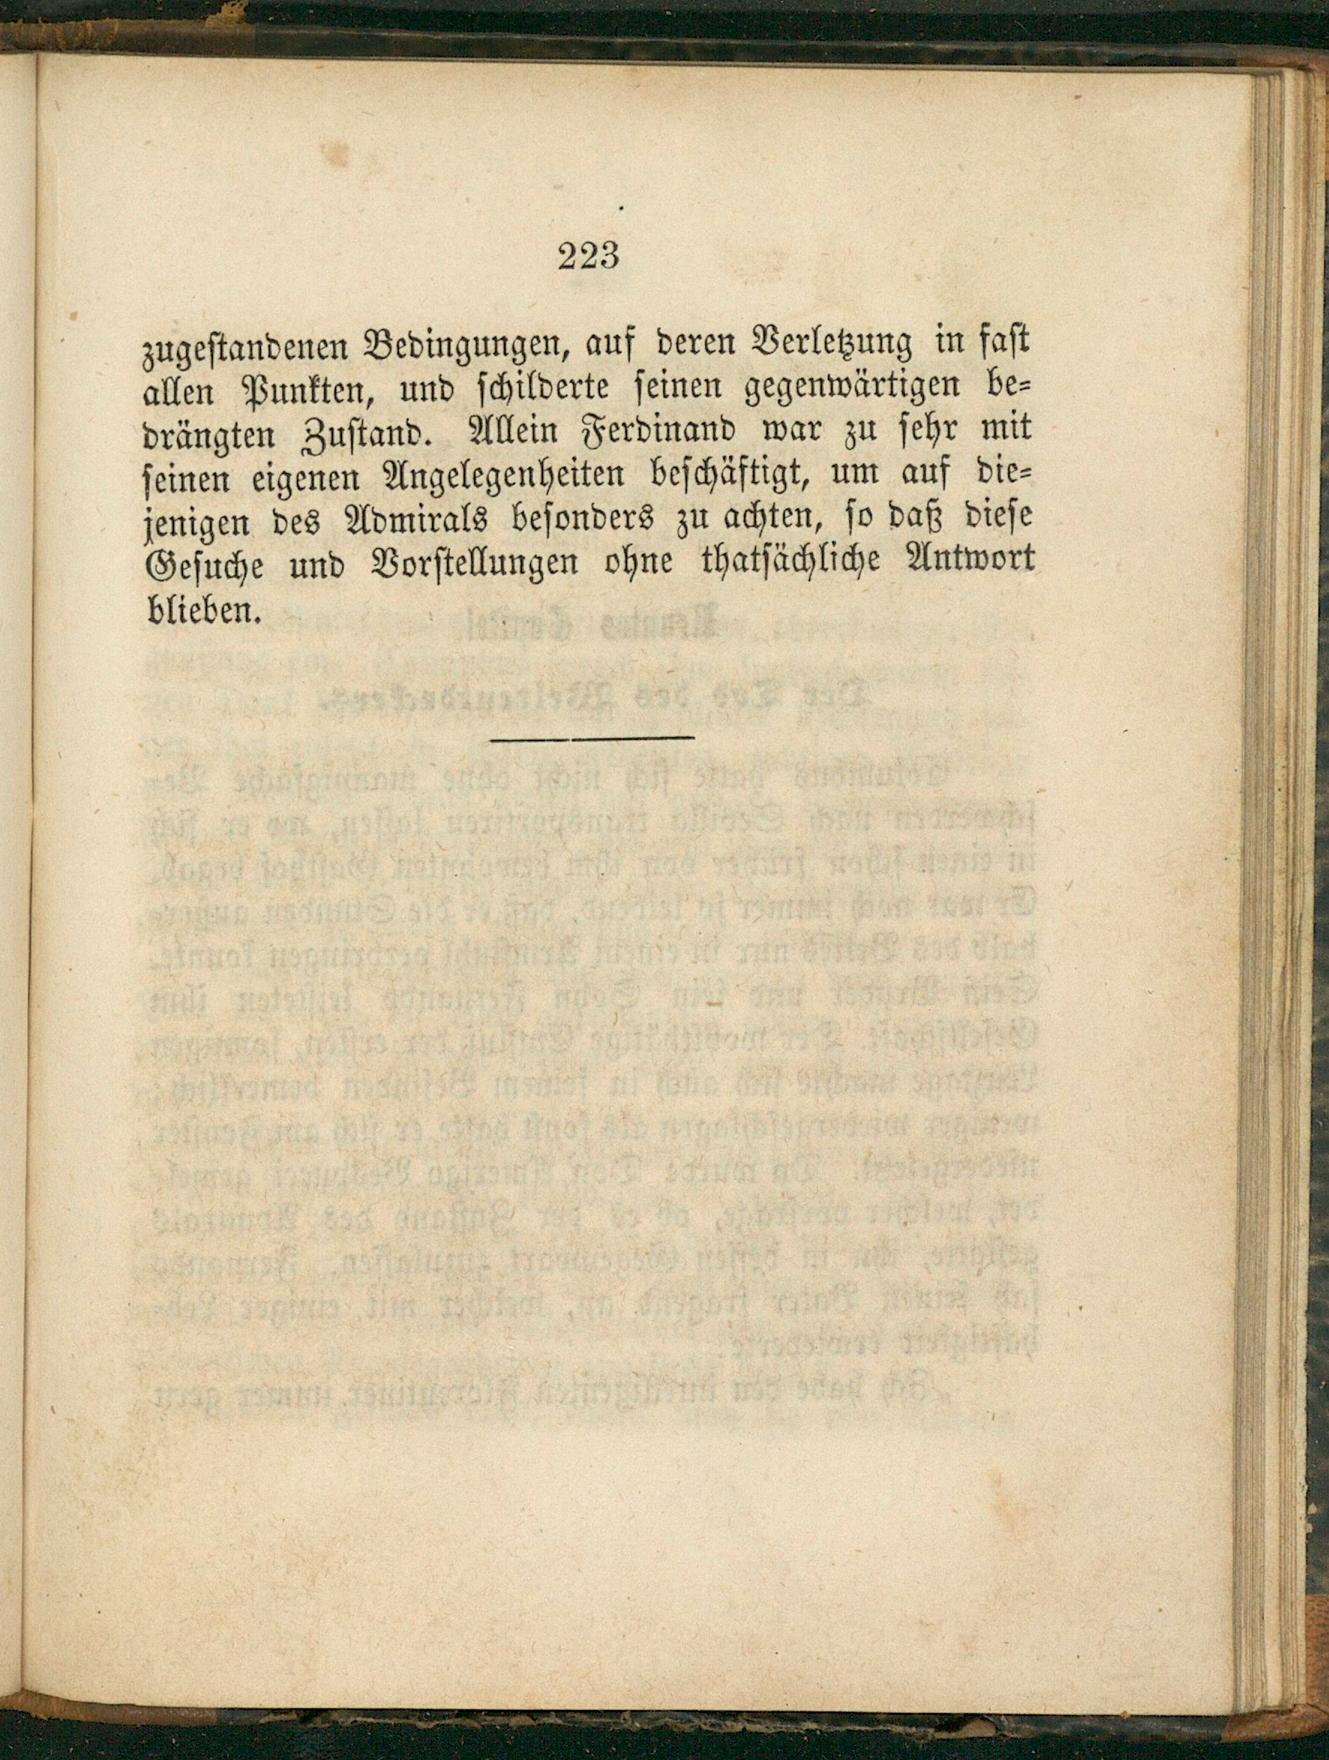 223
zugestandenen Bedingungen, auf deren Verletzung in fast
allen Punkten, und schilderte seinen gegenwärtigen be-
drängten Zustand. Allein Ferdinand war zu sehr mit
seinen eigenen Angelegenheiten beschäftigt, um auf die-
jenigen des Admirals besonders zu achten, so daß diese
Gesuche und Vorstellungen ohne thatsächliche Antwort
blieben.